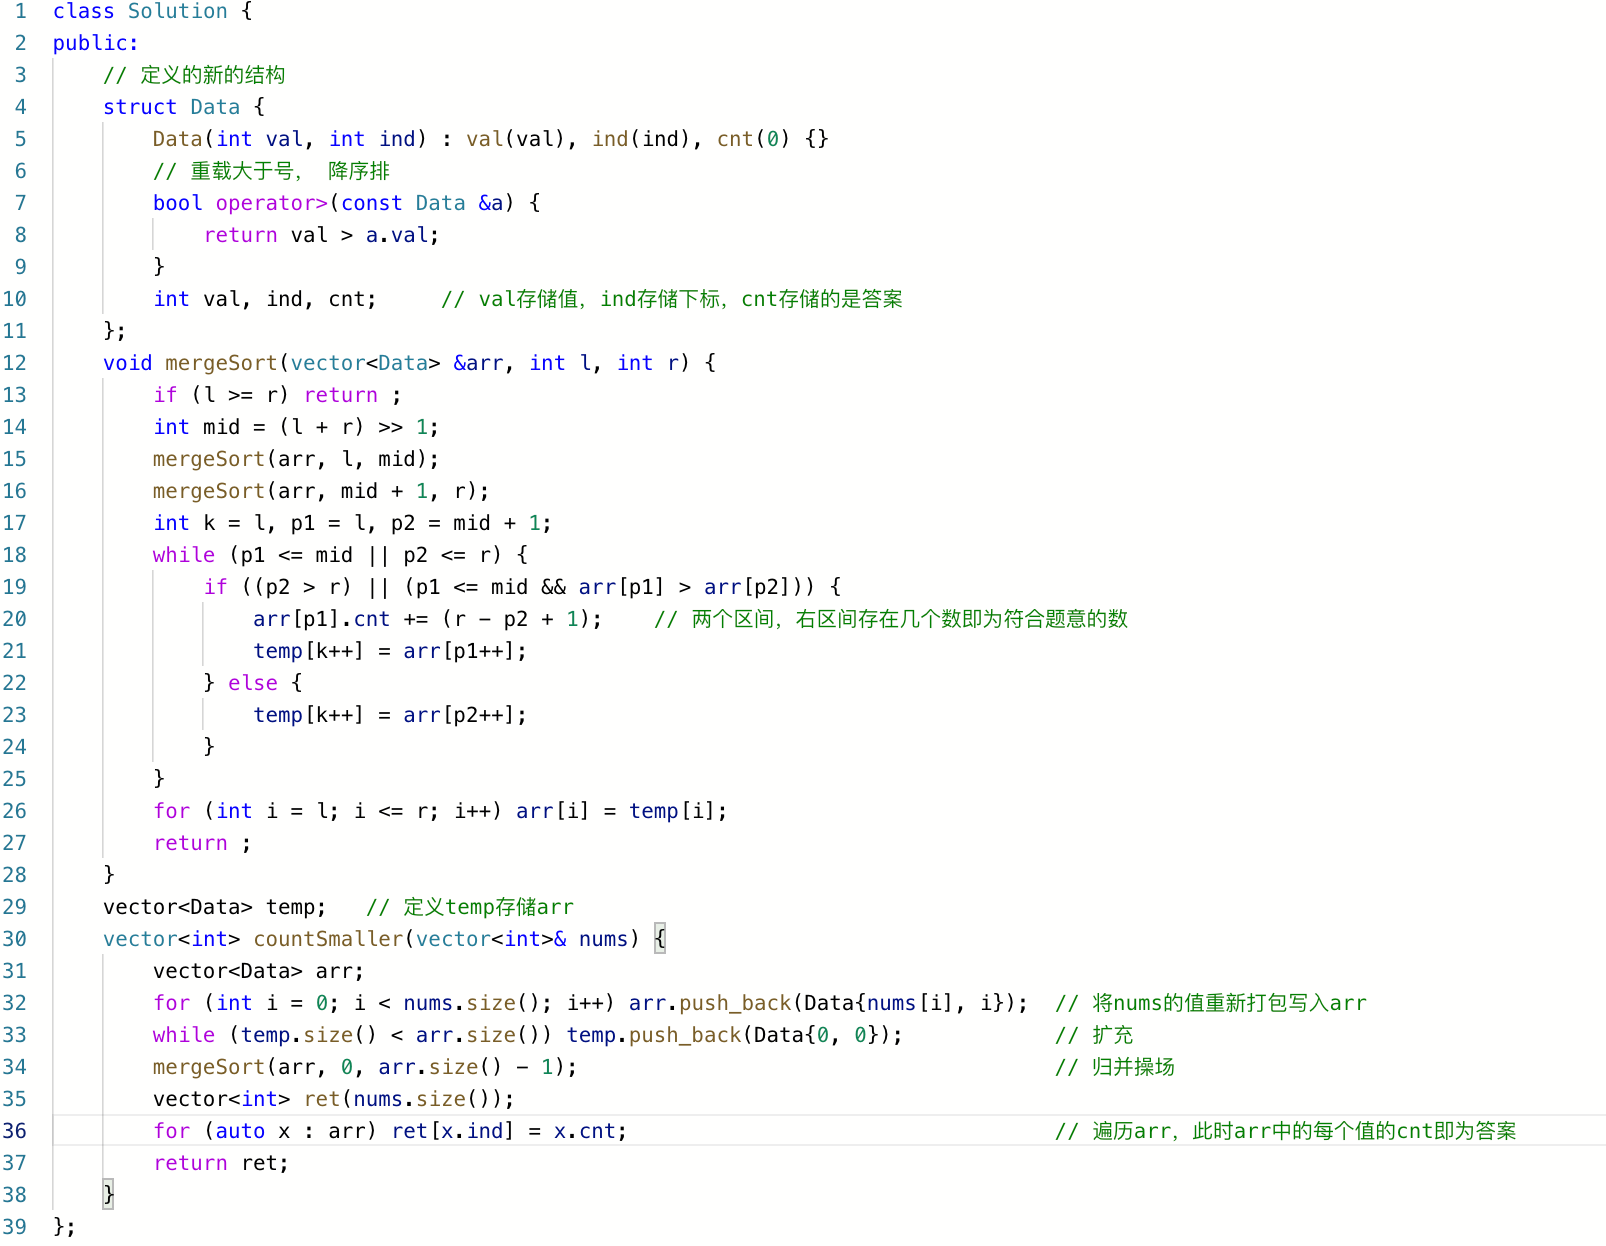 1 class Solution {
2 public:
3     // 定义的新的结构
4     struct Data {
5         Data(int val, int ind) : val(val), ind(ind), cnt(0) {}
6         // 重载大于号， 降序排
7         bool operator>(const Data &a) {
8             return val > a.val;
9         }
10         int val, ind, cnt;     // val存储值，ind存储下标，cnt存储的是答案
11     };
12     void mergeSort(vector<Data> &arr, int l, int r) {
13         if (l >= r) return ;
14         int mid = (l + r) >> 1;
15         mergeSort(arr, l, mid);
16         mergeSort(arr, mid + 1, r);
17         int k = l, p1 = l, p2 = mid + 1;
18         while (p1 <= mid || p2 <= r) {
19             if ((p2 > r) || (p1 <= mid && arr[p1] > arr[p2])) {
20                 arr[p1].cnt += (r - p2 + 1);    // 两个区间，右区间存在几个数即为符合题意的数
21                 temp[k++] = arr[p1++];
22             } else {
23                 temp[k++] = arr[p2++];
24             }
25         }
26         for (int i = l; i <= r; i++) arr[i] = temp[i];
27         return ;
28     }
29     vector<Data> temp;   // 定义temp存储arr
30     vector<int> countSmaller(vector<int>& nums) {
31         vector<Data> arr;
32         for (int i = 0; i < nums.size(); i++) arr.push_back(Data{nums[i], i});  // 将nums的值重新打包写入arr
33         while (temp.size() < arr.size()) temp.push_back(Data{0, 0});            // 扩充
34         mergeSort(arr, 0, arr.size() - 1);                                      // 归并操场
35         vector<int> ret(nums.size());
36         for (auto x : arr) ret[x.ind] = x.cnt;                                  // 遍历arr，此时arr中的每个值的cnt即为答案
37         return ret;
38     }
39 };